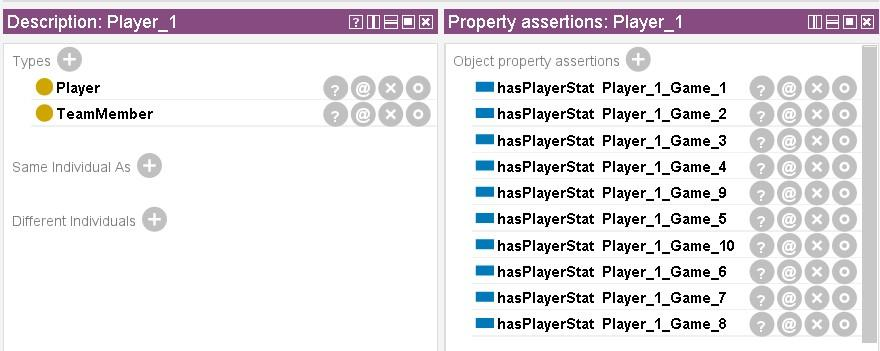 Description: Player_1
Types
Player
TeamMember
Same Individual As
Different Individuals
Property assertions: Player_1
Object property assertions
hasPlayerStat Player_1_Game_1
hasPlayerStat Player_1_Game_2
hasPlayerStat Player_1_Game_3
hasPlayerStat Player_1_Game_4
hasPlayerStat Player_1_Game_9
hasPlayerStat Player_1_Game_5
hasPlayerStat Player_1_Game_10
hasPlayerStat Player_1_Game_6
hasPlayerStat Player_1_Game_7
hasPlayerStat Player_1_Game_8